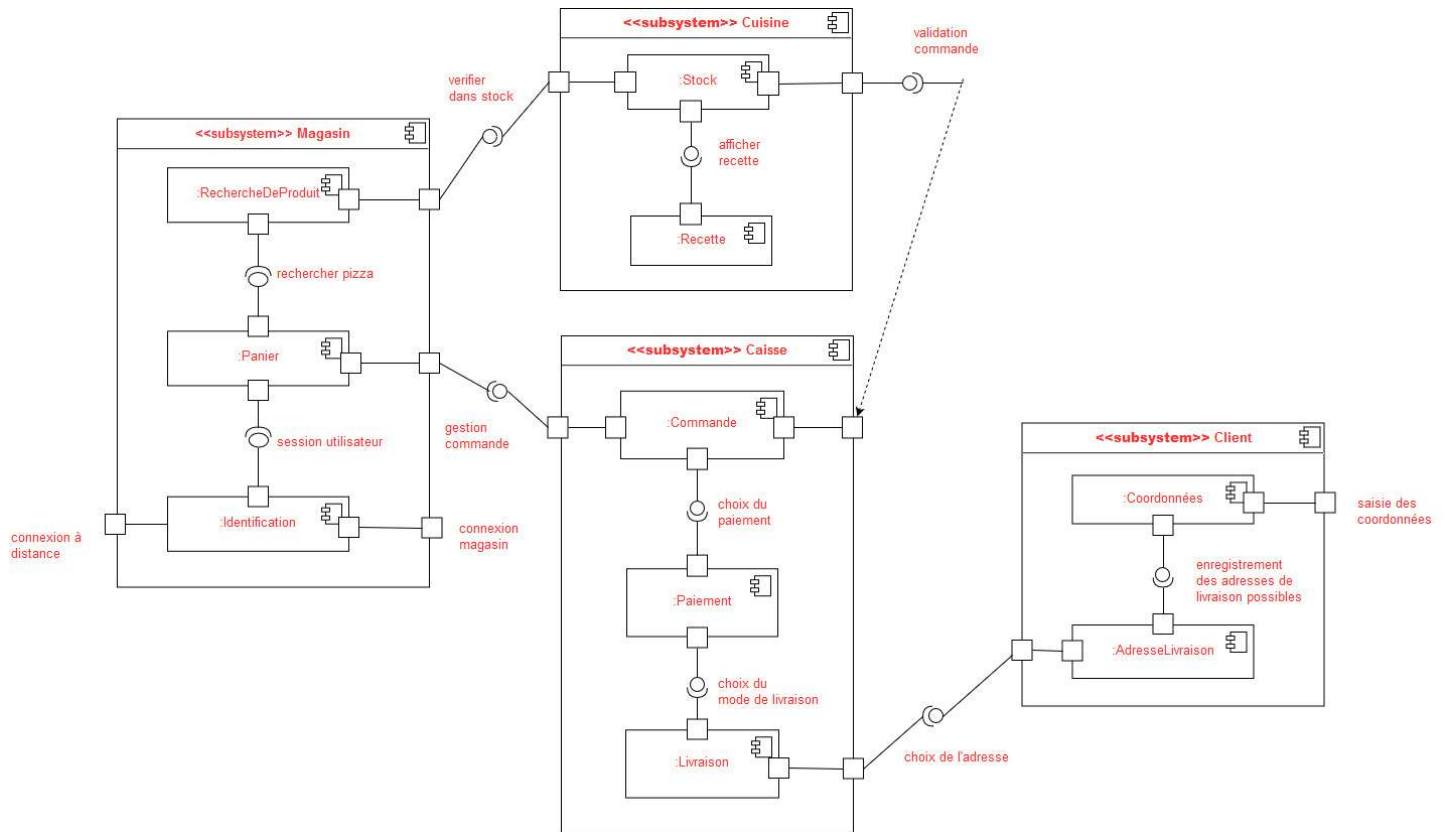 <<subsystem>> Cuisine
validation
commande
verifier
dans stock
:Stock
afficher
recette
:Recette
<<subsystem>> Magasin
:RechercheDeProduit
rechercher pizza
:Panier
session utilisateur
:Identification
connexion à
distance
connexion
magasin
gestion
commande
<<subsystem>> Caisse
:Commande
choix du
paiement
:Paiement
choix du
mode de livraison
:Livraison
choix de l'adresse
<<subsystem>> Client
:Coordonnées
saisie des
coordonnées
enregistrement
des adresses de
livraison possibles
:AdresseLivraison